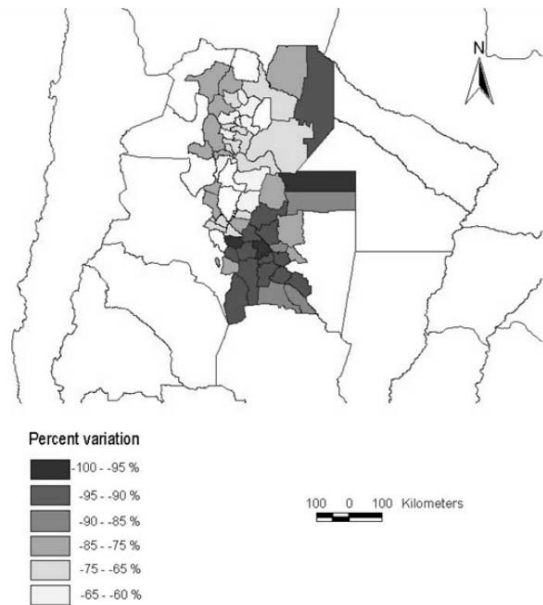 N
Percent variation
-100 - -95 %
-95 - -90 %
-90 - -85 %
-85 - -75 %
-75 - -65 %
-65 - -60 %
100 0 100 Kilometers